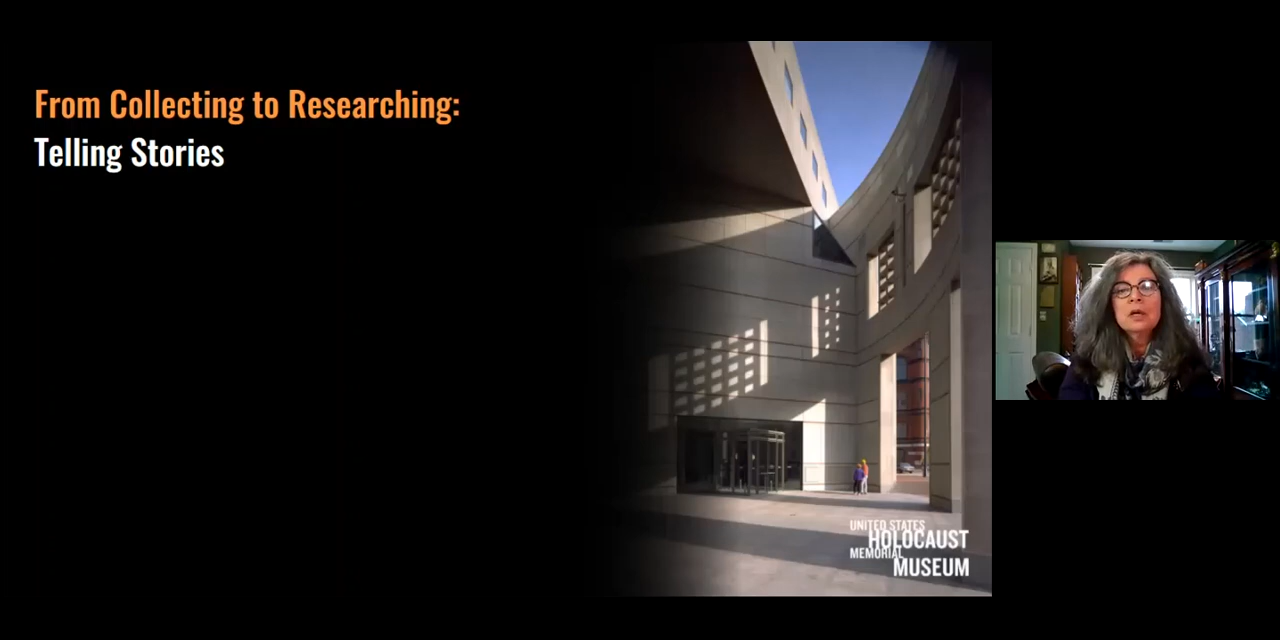 From Collecting to Researching:
Telling Stories
UNITED STATES
HOLOCAUST
MEMORIAL
MUSEUM